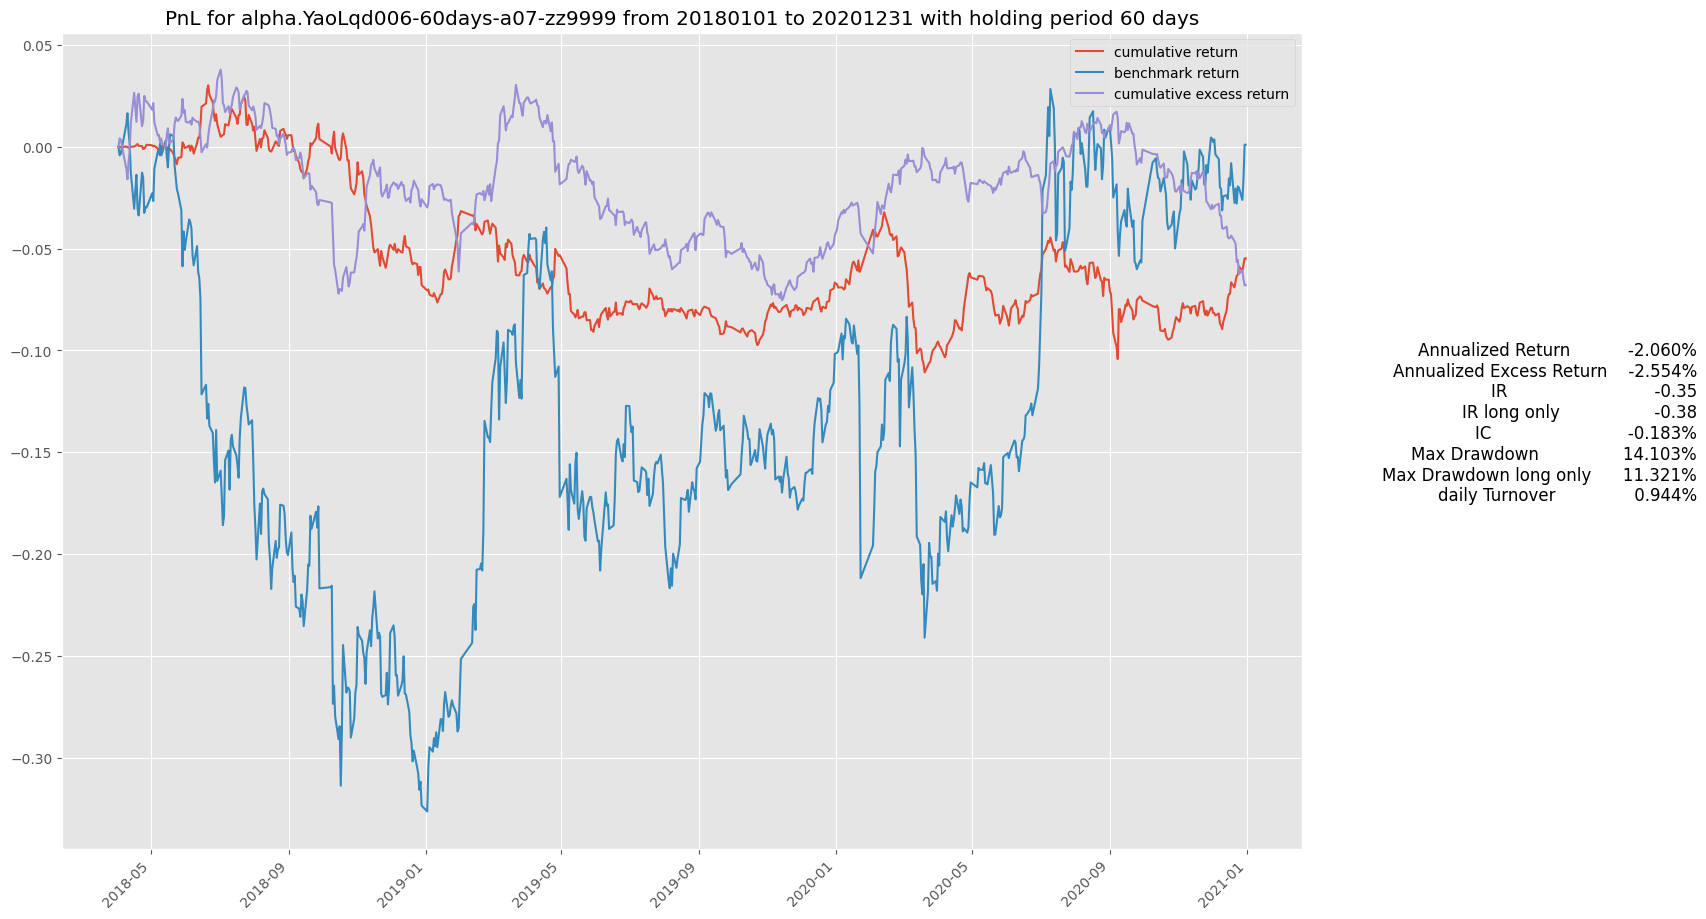 PnL for alpha.YaoLqd006-60days-a07-zz9999 from 20180101 to 20201231 with holding period 60 days
cumulative return
benchmark return
cumulative excess return
0.05
0.00
−0.05
−0.10
−0.15
−0.20
−0.25
−0.30
2018-05
2018-09
2019-01
2019-05
2019-09
2020-01
2020-05
2020-09
2021-01
Annualized Return -2.060%
Annualized Excess Return -2.554%
IR -0.35
IR long only -0.38
IC -0.183%
Max Drawdown 14.103%
Max Drawdown long only 11.321%
daily Turnover 0.944%